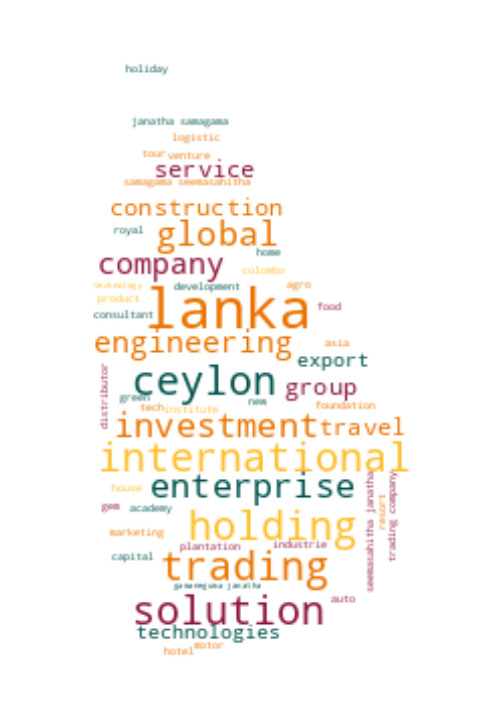 holiday
janatha samagama
logistic
tour venture
service
samagama seemasahitha
construction
royal global
home
company colombo
technology development agro
product lanka food
consultant
engineering asia
export
distributor ceylon group
green new
tech institute foundation
investment travel
international
house enterprise
seemasahitha janatha
resort
trading company
gem academy
holding
marketing
plantation industrie
capital trading
gamaneguma janatha
solution auto
technologies
motor
hotel